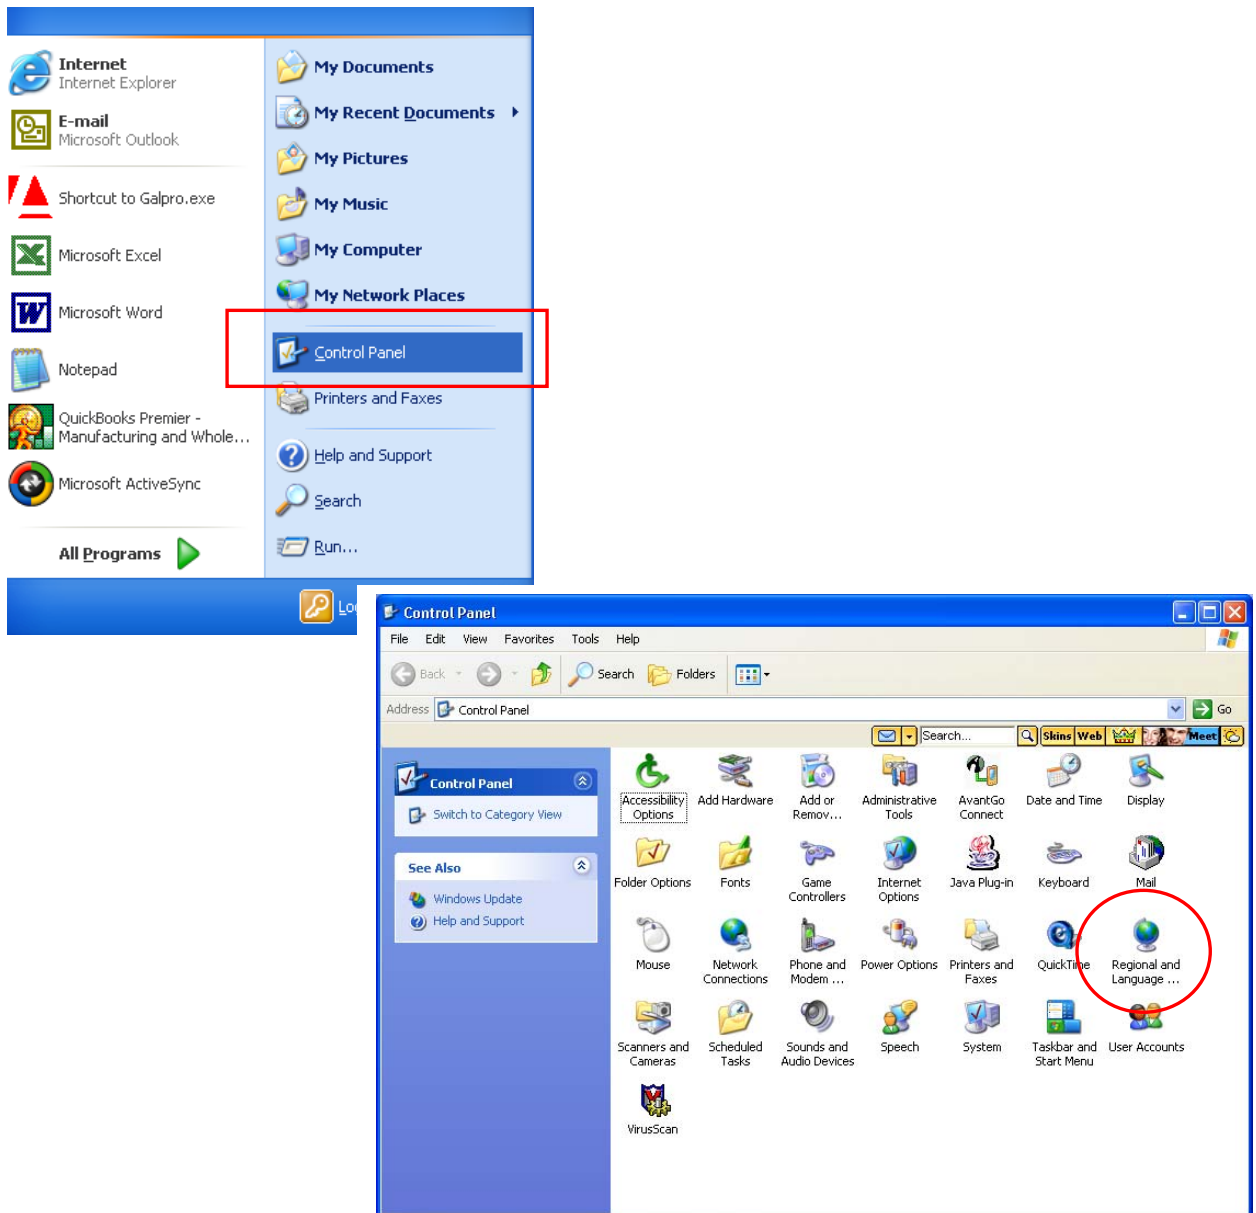 Internet
Internet Explorer
E-mail
Microsoft Outlook
Shortcut to Galpro.exe
Microsoft Excel
Microsoft Word
Notepad
QuickBooks Premier -
Manufacturing and Whole...
Microsoft ActiveSync
All Programs
My Documents
My Recent Documents
My Pictures
My Music
My Computer
My Network Places
Control Panel
Printers and Faxes
Help and Support
Search
Run...
Control Panel
File Edit View Favorites Tools Help
Back Search Folders
Address Control Panel Go
Search... Skins Web Meet
Control Panel
Switch to Category View
See Also
Windows Update
Help and Support
Accessibility
Options
Add Hardware
Add or
Remov...
Administrative
Tools
AvantGo
Connect
Date and Time
Display
Folder Options
Fonts
Game
Controllers
Internet
Options
Java Plug-in
Keyboard
Mail
Mouse
Network
Connections
Phone and
Modem ...
Power Options
Printers and
Faxes
QuickTime
Regional and
Language ...
Scanners and
Cameras
Scheduled
Tasks
Sounds and
Audio Devices
Speech
System
Taskbar and
Start Menu
User Accounts
VirusScan